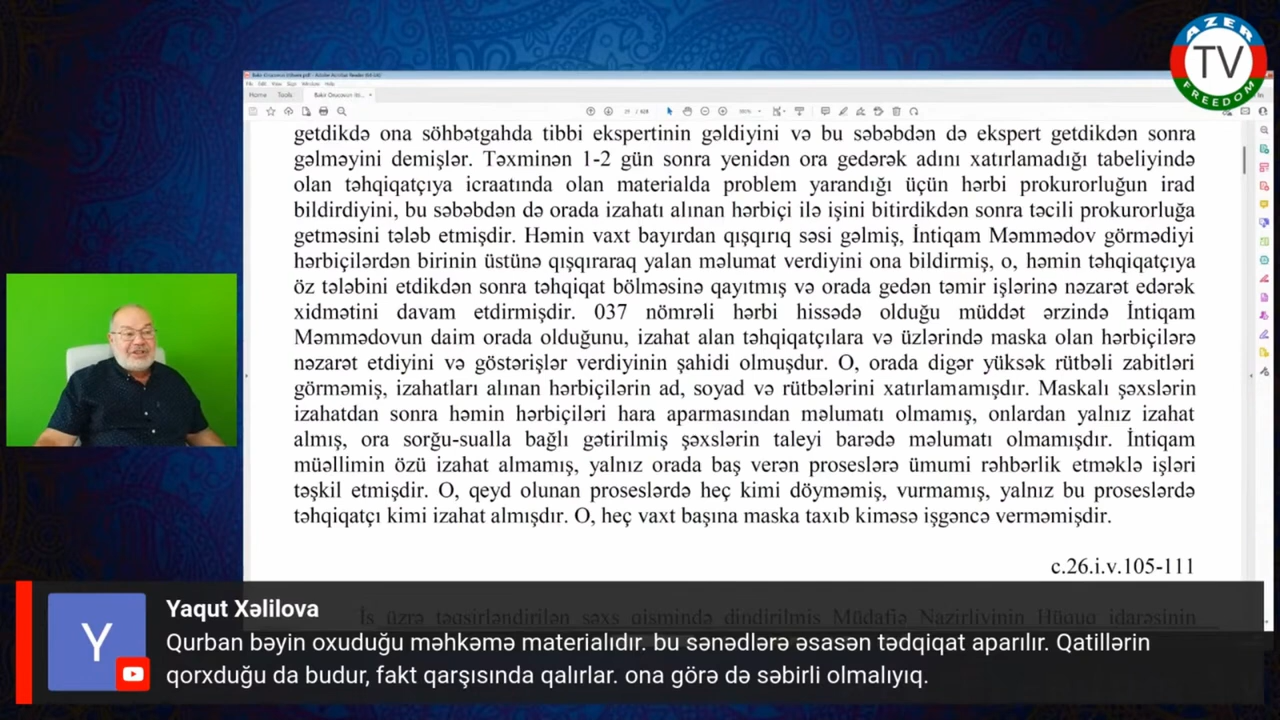 AZER
TV
FREEDOM
Home Tools
getdikdə ona söhbətgahda tibbi ekspertinin gəldiyini və bu səbəbdən də ekspert getdikdən sonra
gəlməyini demişlər. Təxminən 1-2 gün sonra yenidən ora gedərək adını xatırlamadığı tabeliyində
olan təhqiqatçıya icraatında olan materialda problem yarandığı üçün hərbi prokurorluğun irad
bildirdiyini, bu səbəbdən də orada izahatı alınan hərbiçi ilə işini bitirdikdən sonra təcili prokurorluğa
getməsini tələb etmişdir. Həmin vaxt bayırdan qışqırıq səsi gəlmiş, İntiqam Məmmədov görmədiyi
hərbiçilərdən birinin üstünə qışqıraraq yalan məlumat verdiyini ona bildirmiş, o, həmin təhqiqatçıya
öz tələbini etdikdən sonra təhqiqat bölməsinə qayıtmış və orada gedən təmir işlərinə nəzarət edərək
xidmətini davam etdirmişdir. 037 nömrəli hərbi hissədə olduğu müddət ərzində İntiqam
Məmmədovun daim orada olduğunu, izahat alan təhqiqatçılara və üzlərində maska olan hərbiçilərə
nəzarət etdiyini və göstərişlər verdiyinin şahidi olmuşdur. O, orada digər yüksək rütbəli zabitləri
görməmiş, izahatları alınan hərbiçilərin ad, soyad və rütbələrini xatırlamamışdır. Maskalı şəxslərin
izahatdan sonra həmin hərbiçiləri hara aparmasından məlumatı olmamış, onlardan yalnız izahat
almış, ora sorğu-sualla bağlı gətirilmiş şəxslərin taleyi barədə məlumatı olmamışdır. İntiqam
müəllimin özü izahat almamış, yalnız orada baş verən proseslərə ümumi rəhbərlik etməklə işləri
təşkil etmişdir. O, qeyd olunan proseslərdə heç kimi döyməmiş, vurmamış, yalnız bu proseslərdə
təhqiqatçı kimi izahat almışdır. O, heç vaxt başına maska taxıb kiməsə işgəncə verməmişdir.
c.26.i.v.105-111
İş üzrə təqsirləndirilən şəxs qismində dindirilmiş Müdafiə Nazirliyinin Hüquq idarəsinin
Y
Yaqut Xəlilova
Qurban bəyin oxuduğu məhkəmə materialıdır. bu sənədlərə əsasən tədqiqat aparılır. Qatillərin
qorxduğu da budur, fakt qarşısında qalırlar. ona görə də səbirli olmalıyıq.